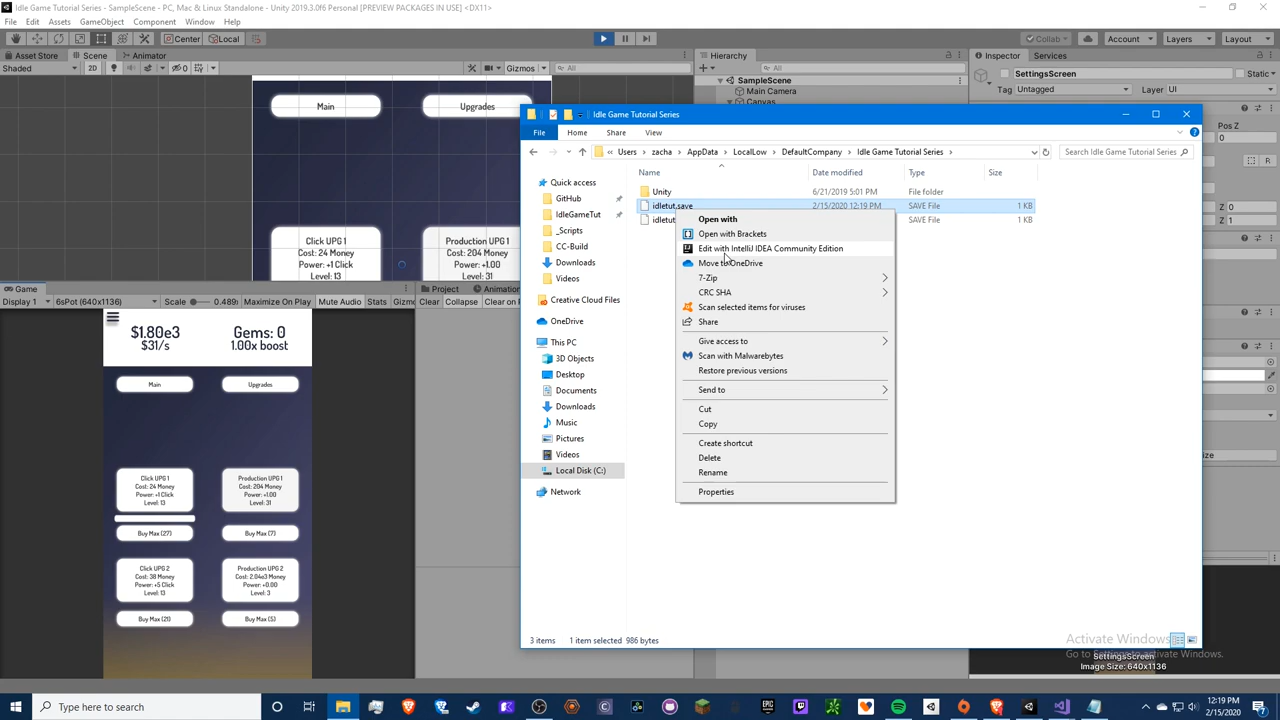 Idle Game Tutorial Series - SampleScene - PC, Mac & Linux Standalone - Unity 2019.3.0f6 Personal [PREVIEW PACKAGES IN USE] <DX11>
File Edit Assets GameObject Component Window Help
Center Local
Collab Account Layers Layout
Asset Store Scene Animator
Hierarchy
Inspector Services
Shaded 2D 0 Gizmos All
All
SampleScene
Main Camera
Canvas
SettingsScreen Static
Tag Untagged Layer UI
Main
Upgrades
Click UPG 1
Cost: 24 Money
Power: +1 Click
Level: 13
Production UPG 1
Cost: 204 Money
Power: +1.00
Level: 31
Game
Project Animation
Display 1 6Pot (640x1136) Scale 0.489 Maximize On Play Mute Audio Stats Gizmo
Clear Collapse Clear on
$1.80e3
$31/s
Gems: 0
1.00x boost
Main
Upgrades
Click UPG 1
Cost: 24 Money
Power: +1 Click
Level: 13
Production UPG 1
Cost: 204 Money
Power: +1.00
Level: 31
Buy Max (27)
Buy Max (7)
Click UPG 2
Cost: 38 Money
Power: +5 Click
Level: 13
Production UPG 2
Cost: 2.04e3 Money
Power: +0.00
Level: 3
Buy Max (21)
Buy Max (5)
Idle Game Tutorial Series
File Home Share View
« Users > zacha > AppData > LocalLow > DefaultCompany > Idle Game Tutorial Series >
Search Idle Game Tutorial Series
Name Date modified Type Size
Unity 6/21/2019 5:01 PM File folder
idletut.save 2/15/2020 12:19 PM SAVE File 1 KB
idletut SAVE File 1 KB
Quick access
GitHub
IdleGameTut
_Scripts
CC-Build
Downloads
Videos
Creative Cloud Files
OneDrive
This PC
3D Objects
Desktop
Documents
Downloads
Music
Pictures
Videos
Local Disk (C:)
Network
Open with
Open with Brackets
Edit with IntelliJ IDEA Community Edition
Move to OneDrive
7-Zip
CRC SHA
Scan selected items for viruses
Share
Give access to
Scan with Malwarebytes
Restore previous versions
Send to
Cut
Copy
Create shortcut
Delete
Rename
Properties
3 items 1 item selected 986 bytes
Pos Z
0
R
Z 0
Z 1
Activate Windows
Go to Settings to Activate Windows.
SettingsScreen
Image Size: 640x1136
Type here to search
12:19 PM
2/15/2020